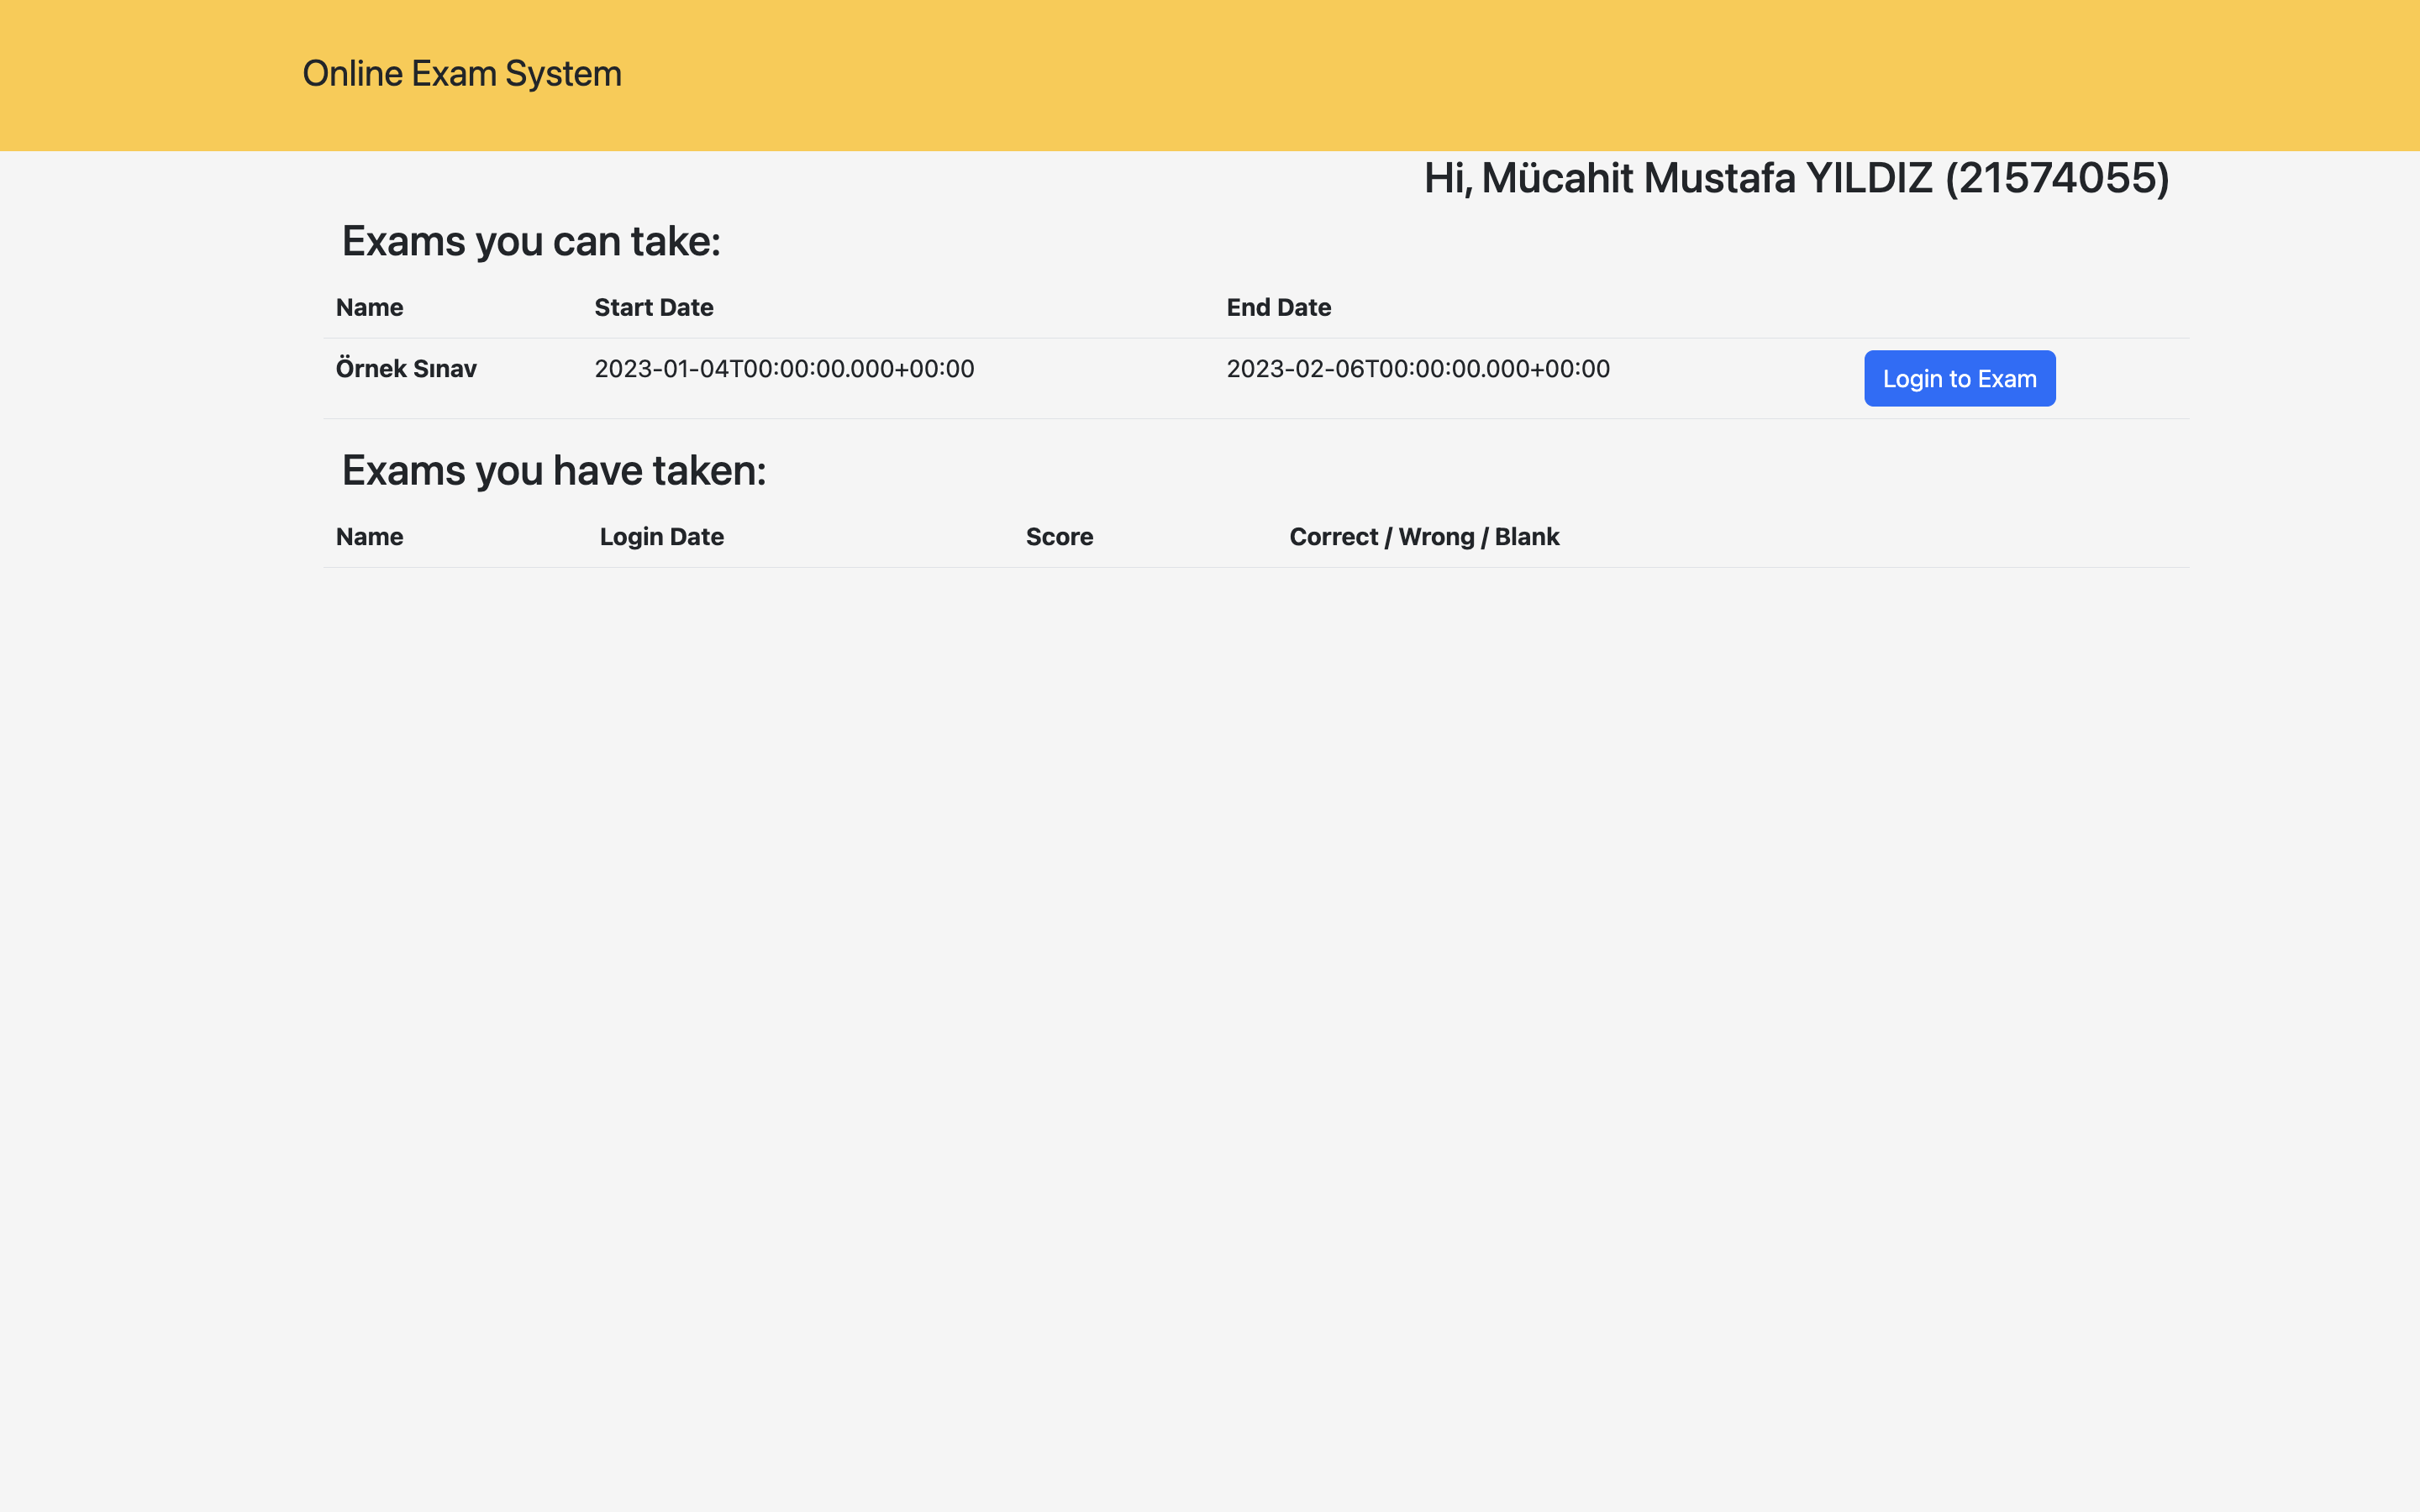 Online Exam System
Hi, Mücahit Mustafa YILDIZ (21574055)
Exams you can take:
Name Start Date End Date
Örnek Sınav 2023-01-04T00:00:00.000+00:00 2023-02-06T00:00:00.000+00:00 Login to Exam
Exams you have taken:
Name Login Date Score Correct / Wrong / Blank